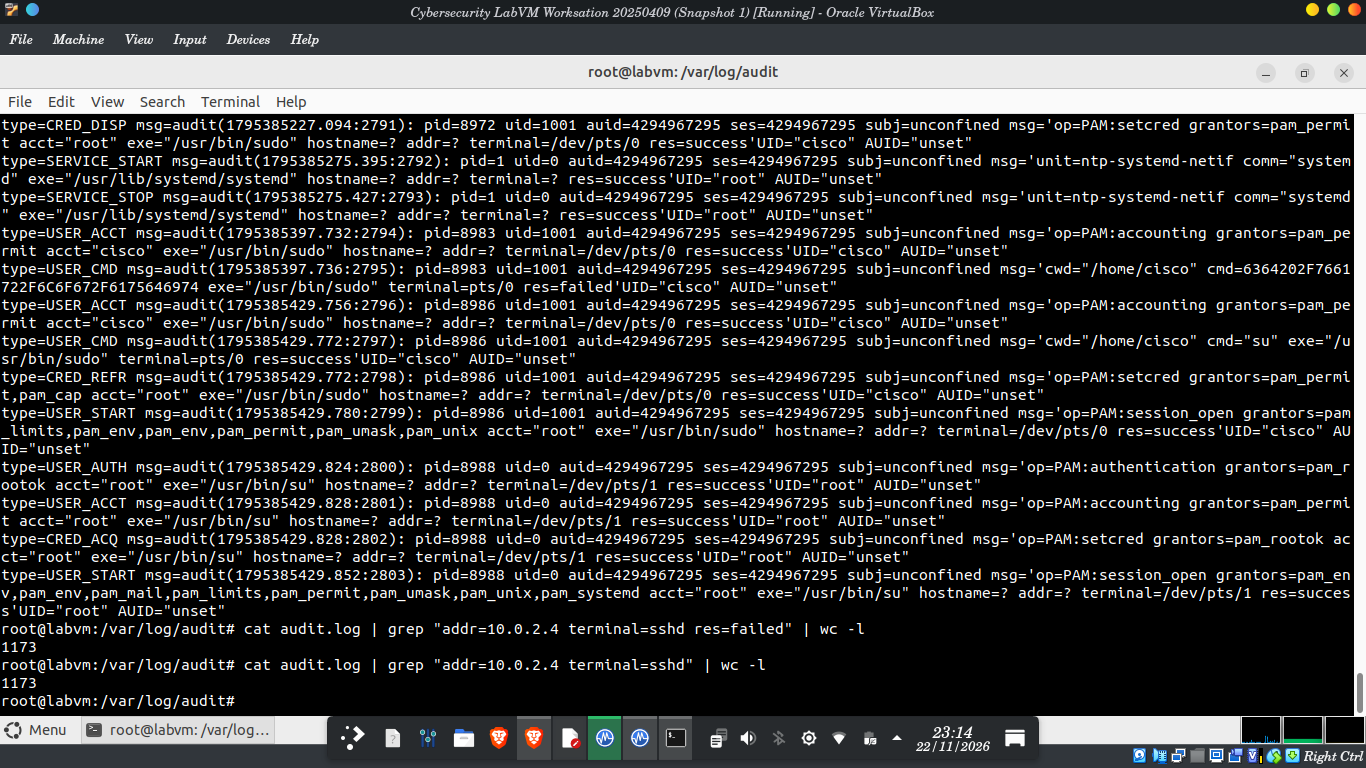 Cybersecurity LabVM Worksation 20250409 (Snapshot 1) [Running] - Oracle VirtualBox
File Machine View Input Devices Help
root@labvm: /var/log/audit
File Edit View Search Terminal Help
type=CRED_DISP msg=audit(1795385227.094:2791): pid=8972 uid=1001 auid=4294967295 ses=4294967295 subj=unconfined msg='op=PAM:setcred grantors=pam_permi
t acct="root" exe="/usr/bin/sudo" hostname=? addr=? terminal=/dev/pts/0 res=success'UID="cisco" AUID="unset"
type=SERVICE_START msg=audit(1795385275.395:2792): pid=1 uid=0 auid=4294967295 ses=4294967295 subj=unconfined msg='unit=ntp-systemd-netif comm="system
d" exe="/usr/lib/systemd/systemd" hostname=? addr=? terminal=? res=success'UID="root" AUID="unset"
type=SERVICE_STOP msg=audit(1795385275.427:2793): pid=1 uid=0 auid=4294967295 ses=4294967295 subj=unconfined msg='unit=ntp-systemd-netif comm="systemd
" exe="/usr/lib/systemd/systemd" hostname=? addr=? terminal=? res=success'UID="root" AUID="unset"
type=USER_ACCT msg=audit(1795385397.732:2794): pid=8983 uid=1001 auid=4294967295 ses=4294967295 subj=unconfined msg='op=PAM:accounting grantors=pam_pe
rmit acct="cisco" exe="/usr/bin/sudo" hostname=? addr=? terminal=/dev/pts/0 res=success'UID="cisco" AUID="unset"
type=USER_CMD msg=audit(1795385397.736:2795): pid=8983 uid=1001 auid=4294967295 ses=4294967295 subj=unconfined msg='cwd="/home/cisco" cmd=6364202F7661
722F6C6F672F6175646974 exe="/usr/bin/sudo" terminal=pts/0 res=failed'UID="cisco" AUID="unset"
type=USER_ACCT msg=audit(1795385429.756:2796): pid=8986 uid=1001 auid=4294967295 ses=4294967295 subj=unconfined msg='op=PAM:accounting grantors=pam_pe
rmit acct="cisco" exe="/usr/bin/sudo" hostname=? addr=? terminal=/dev/pts/0 res=success'UID="cisco" AUID="unset"
type=USER_CMD msg=audit(1795385429.772:2797): pid=8986 uid=1001 auid=4294967295 ses=4294967295 subj=unconfined msg='cwd="/home/cisco" cmd="su" exe="/u
sr/bin/sudo" terminal=pts/0 res=success'UID="cisco" AUID="unset"
type=CRED_REFR msg=audit(1795385429.772:2798): pid=8986 uid=1001 auid=4294967295 ses=4294967295 subj=unconfined msg='op=PAM:setcred grantors=pam_permi
t,pam_cap acct="root" exe="/usr/bin/sudo" hostname=? addr=? terminal=/dev/pts/0 res=success'UID="cisco" AUID="unset"
type=USER_START msg=audit(1795385429.780:2799): pid=8986 uid=1001 auid=4294967295 ses=4294967295 subj=unconfined msg='op=PAM:session_open grantors=pam
_limits,pam_env,pam_env,pam_permit,pam_umask,pam_unix acct="root" exe="/usr/bin/sudo" hostname=? addr=? terminal=/dev/pts/0 res=success'UID="cisco" AU
ID="unset"
type=USER_AUTH msg=audit(1795385429.824:2800): pid=8988 uid=0 auid=4294967295 ses=4294967295 subj=unconfined msg='op=PAM:authentication grantors=pam_r
ootok acct="root" exe="/usr/bin/su" hostname=? addr=? terminal=/dev/pts/1 res=success'UID="root" AUID="unset"
type=USER_ACCT msg=audit(1795385429.828:2801): pid=8988 uid=0 auid=4294967295 ses=4294967295 subj=unconfined msg='op=PAM:accounting grantors=pam_permi
t acct="root" exe="/usr/bin/su" hostname=? addr=? terminal=/dev/pts/1 res=success'UID="root" AUID="unset"
type=CRED_ACQ msg=audit(1795385429.828:2802): pid=8988 uid=0 auid=4294967295 ses=4294967295 subj=unconfined msg='op=PAM:setcred grantors=pam_rootok ac
ct="root" exe="/usr/bin/su" hostname=? addr=? terminal=/dev/pts/1 res=success'UID="root" AUID="unset"
type=USER_START msg=audit(1795385429.852:2803): pid=8988 uid=0 auid=4294967295 ses=4294967295 subj=unconfined msg='op=PAM:session_open grantors=pam_en
v,pam_env,pam_mail,pam_limits,pam_permit,pam_umask,pam_unix,pam_systemd acct="root" exe="/usr/bin/su" hostname=? addr=? terminal=/dev/pts/1 res=succes
s'UID="root" AUID="unset"
root@labvm:/var/log/audit# cat audit.log | grep "addr=10.0.2.4 terminal=sshd res=failed" | wc -l
1173
root@labvm:/var/log/audit# cat audit.log | grep "addr=10.0.2.4 terminal=sshd" | wc -l
1173
root@labvm:/var/log/audit#
Menu root@labvm: /var/log...
23:14
22/11/2026
Right Ctrl